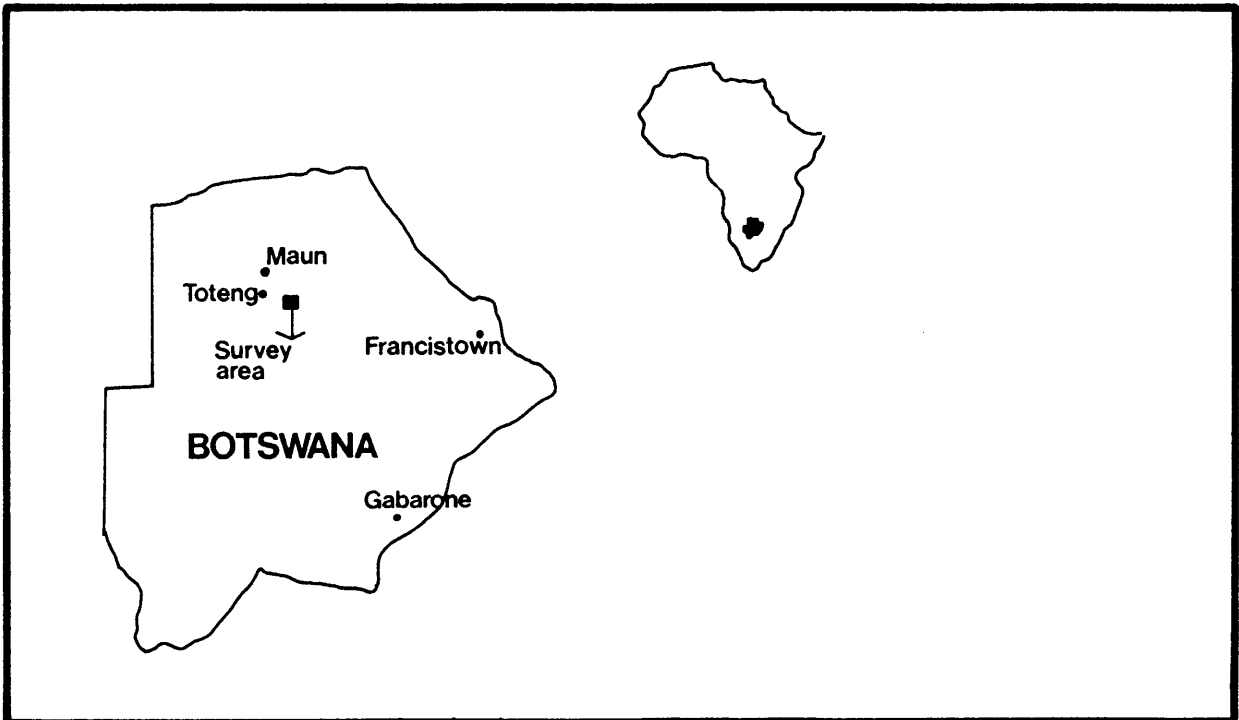 Maun
Toteng
Survey
area
Francistown
BOTSWANA
Gabarone